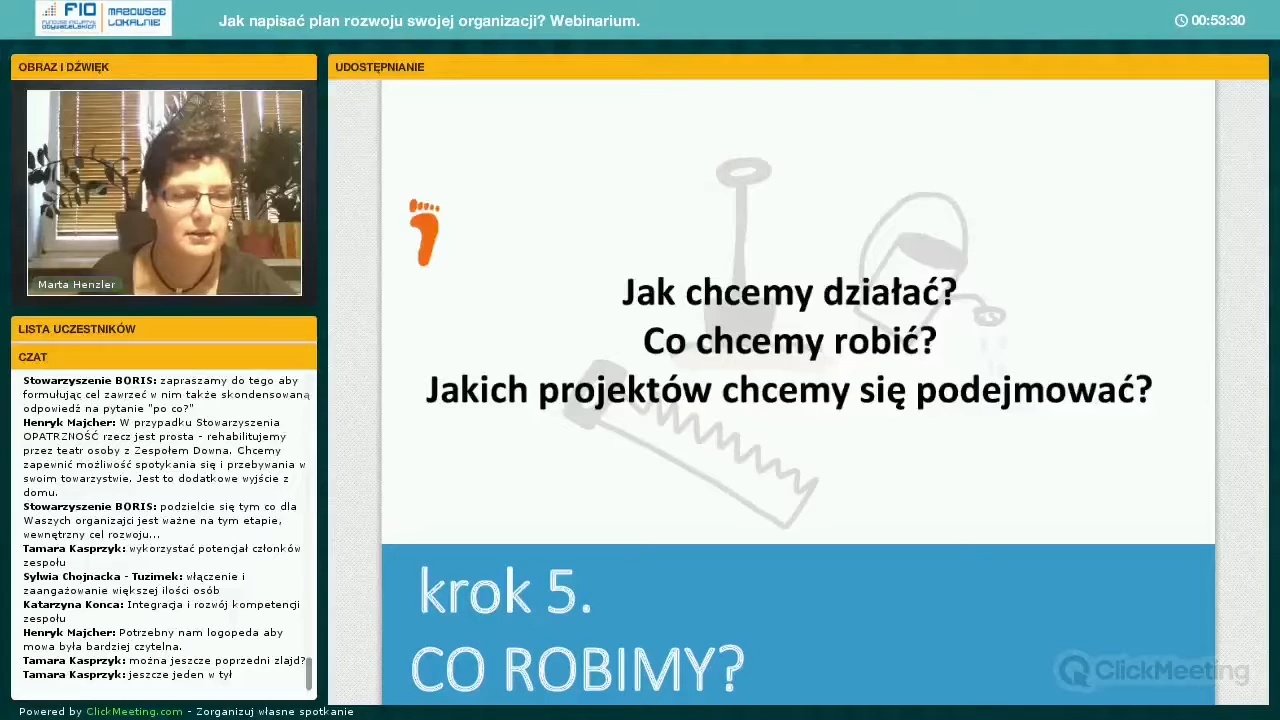 FIO
FUNDUSZ INICJATYW
OBYWATELSKICH
MAZOWSZE
LOKALNIE
Jak napisać plan rozwoju swojej organizacji? Webinarium.
00:53:30
OBRAZ I DŹWIĘK
Marta Henzler
LISTA UCZESTNIKÓW
CZAT
Stowarzyszenie BORIS: zapraszamy do tego aby
formułując cel zawrzeć w nim także skondensowaną
odpowiedź na pytanie "po co?"
Henryk Majcher: W przypadku Stowarzyszenia
OPATRZNOŚĆ rzecz jest prosta - rehabilitujemy
przez teatr osoby z Zespołem Downa. Chcemy
zapewnić możliwość spotykania się i przebywania w
swoim towarzystwie. Jest to dodatkowe wyjście z
domu.
Stowarzyszenie BORIS: podzielcie się tym co dla
Waszych organizajci jest ważne na tym etapie,
wewnętrzny cel rozwoju...
Tamara Kasprzyk: wykorzystać potengał członków
zespołu
Sylwia Chojnacka - Tuzimek: włączenie i
zaangażowanie większej ilości osób
Katarzyna Konca: Integracja i rozwój kompetencji
zespołu
Henryk Majcher: Potrzebny nam logopeda aby
mowa była bardziej czytelna.
Tamara Kasprzyk: można jeszcze poprzedni zlajd?
Tamara Kasprzyk: jeszcze jeden w tył
UDOSTĘPNIANIE
Jak chcemy działać?
Co chcemy robić?
Jakich projektów chcemy się podejmować?
krok 5.
CO ROBIMY?
ClickMeeting
Powered by ClickMeeting.com - Zorganizuj własne spotkanie